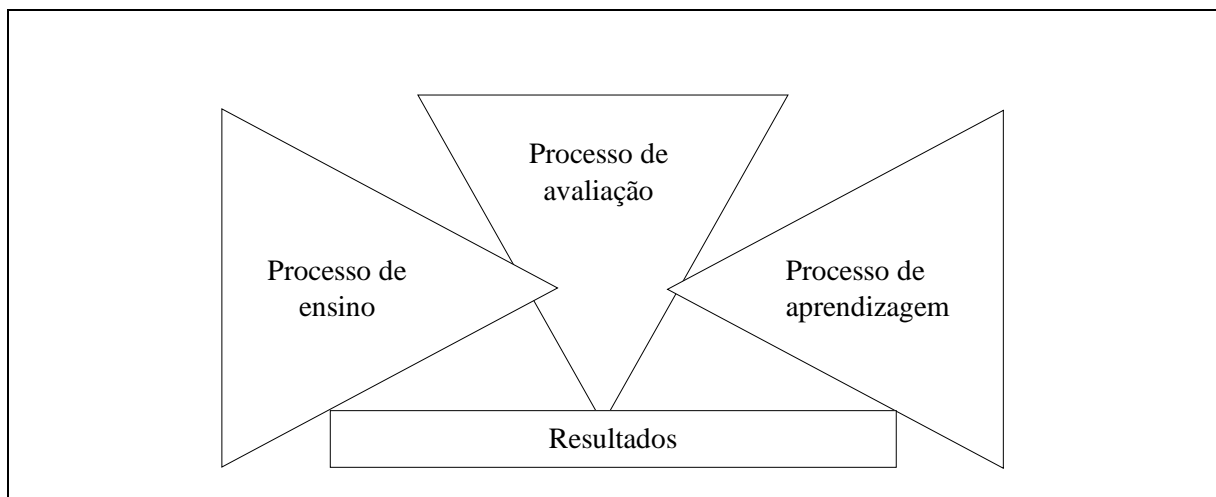 Processo de
avaliação
Processo de
ensino
Processo de
aprendizagem
Resultados